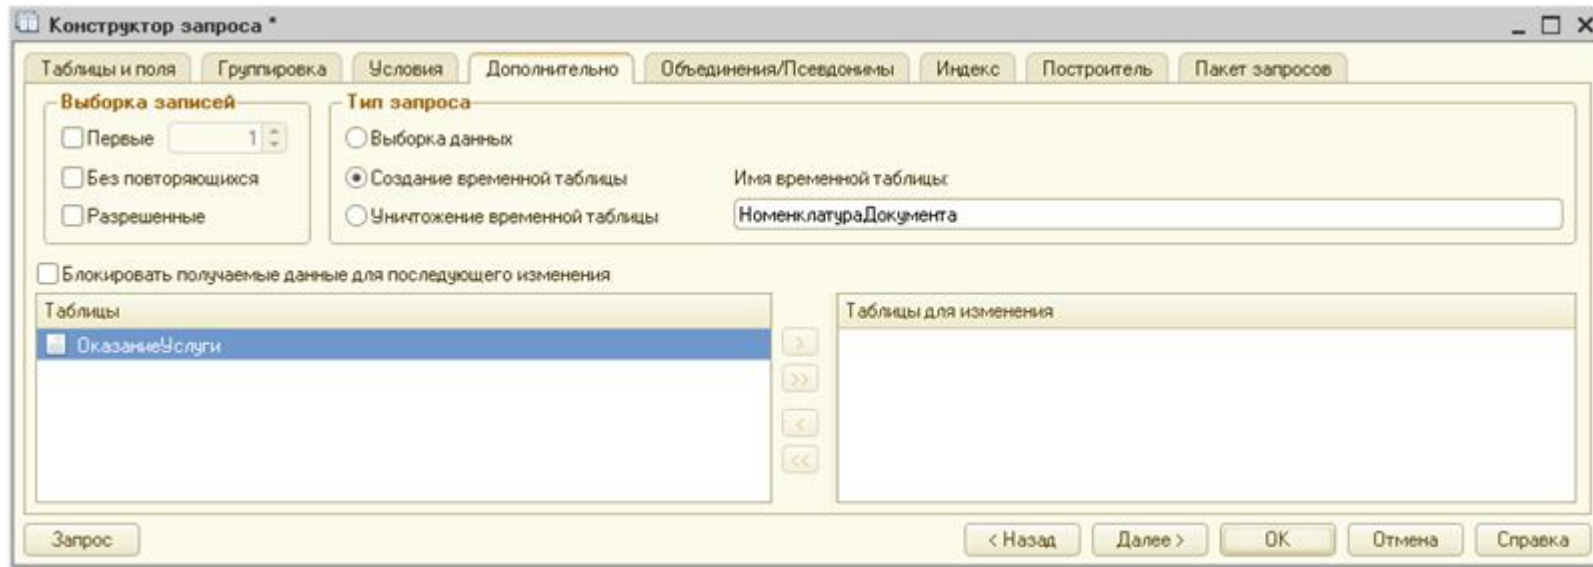 Конструктор запроса *
Таблицы и поля Группировка Условия Дополнительно Объединения/Псевдонимы Индекс Построитель Пакет запросов
Выборка записей Тип запроса
Первые 1 Выборка данных
Без повторяющихся Создание временной таблицы Имя временной таблицы:
Разрешенные Уничтожение временной таблицы НоменклатураДокумента
Блокировать получаемые данные для последующего изменения
Таблицы Таблицы для изменения
ОказаниеУслуги >
>>
<
<<
Запрос < Назад Далее > OK Отмена Справка